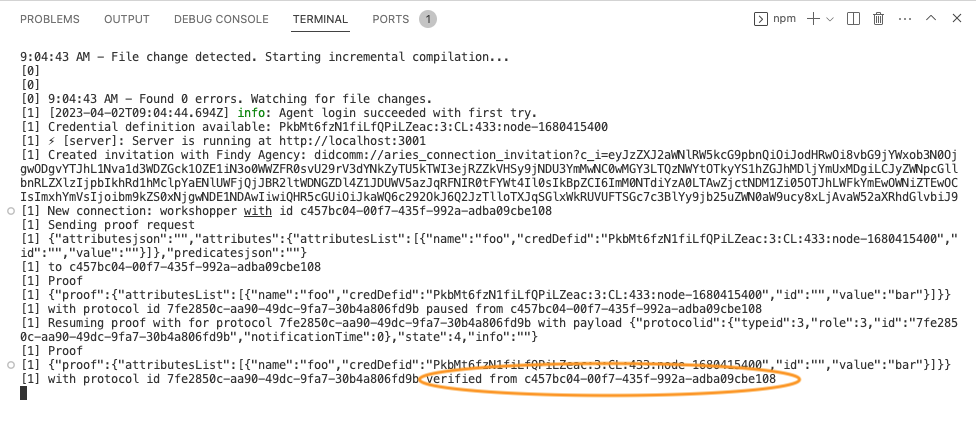 PROBLEMS OUTPUT DEBUG CONSOLE TERMINAL PORTS 1 npm
9:04:43 AM - File change detected. Starting incremental compilation...
[0]
[0]
[0] 9:04:43 AM - Found 0 errors. Watching for file changes.
[1] [2023-04-02T09:04:44.694Z] info: Agent login succeeded with first try.
[1] Credential definition available: PkbMt6fzN1fiLfQPiLZeac:3:CL:433:node-1680415400
[1] ⚡ [server]: Server is running at http://localhost:3001
[1] Created invitation with Findy Agency: didcomm://aries_connection_invitation?c_i=eyJzZXJ2aWNlRW5kcG9pbnQiOiJodHRwOi8vbG9jYWxob3N0Oj
gwODgvYTJhL1Nva1d3WDZGck1OZE1iN3o0WWZFR0svU29rV3dYNkZyTU5kTWI3ejRZZkVHSy9jNDU3YmMwNC0wMGY3LTQzNWYtOTkyYS1hZGJhMDljYmUxMDgiLCJyZWNpcGll
bnRLZXlzIjpbIkhRd1hMclpYaENlUWFjQjJBR2ltWDNGZDl4Z1JDUWV5azJqRFNIR0tFYWt4Il0sIkBpZCI6ImM0NTdiYzA0LTAwZjctNDM1Zi05OTJhLWFkYmEwOWNiZTEwOC
IsImxhYmVsIjoibm9kZS0xNjgwNDE1NDAwIiwiQHR5cGUiOiJkaWQ6c292OkJ6Q2JzTlloTXJqSGlxWkRUVUFTSGc7c3BlYy9jb25uZWN0aW9ucy8xLjAvaW52aXRhdGlvbiJ9
[1] New connection: workshopper with id c457bc04-00f7-435f-992a-adba09cbe108
[1] Sending proof request
[1] {"attributesjson":"","attributes":{"attributesList":[{"name":"foo","credDefid":"PkbMt6fzN1fiLfQPiLZeac:3:CL:433:node-1680415400","
id":"","value":""}]},"predicatesjson":""}
[1] to c457bc04-00f7-435f-992a-adba09cbe108
[1] Proof
[1] {"proof":{"attributesList":[{"name":"foo","credDefid":"PkbMt6fzN1fiLfQPiLZeac:3:CL:433:node-1680415400","id":"","value":"bar"}]}}
[1] with protocol id 7fe2850c-aa90-49dc-9fa7-30b4a806fd9b paused from c457bc04-00f7-435f-992a-adba09cbe108
[1] Resuming proof with for protocol 7fe2850c-aa90-49dc-9fa7-30b4a806fd9b with payload {"protocolid":{"typeid":3,"role":3,"id":"7fe285
0c-aa90-49dc-9fa7-30b4a806fd9b","notificationTime":0},"state":4,"info":""}
[1] Proof
[1] {"proof":{"attributesList":[{"name":"foo","credDefid":"PkbMt6fzN1fiLfQPiLZeac:3:CL:433:node-1680415400","id":"","value":"bar"}]}}
[1] with protocol id 7fe2850c-aa90-49dc-9fa7-30b4a806fd9b verified from c457bc04-00f7-435f-992a-adba09cbe108